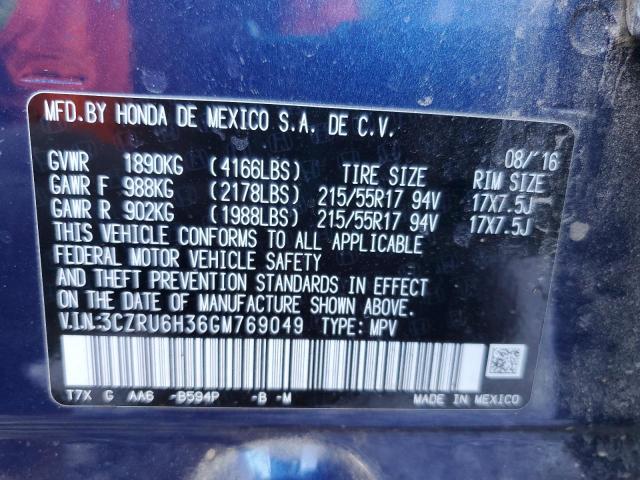 MFD.BY HONDA DE MEXICO S.A. DE C.V.
08/'16
GVWR 1890KG (4166LBS) TIRE SIZE RIM SIZE
GAWR F 988KG (2178LBS) 215/55R17 94V 17X7.5J
GAWR R 902KG (1988LBS) 215/55R17 94V 17X7.5J
THIS VEHICLE CONFORMS TO ALL APPLICABLE
FEDERAL MOTOR VEHICLE SAFETY
AND THEFT PREVENTION STANDARDS IN EFFECT
ON THE DATE OF MANUFACTURE SHOWN ABOVE.
V.I.N:3CZRU6H36GM769049 TYPE: MPV
T7X G AA6 -B594P -B -M MADE IN MEXICO